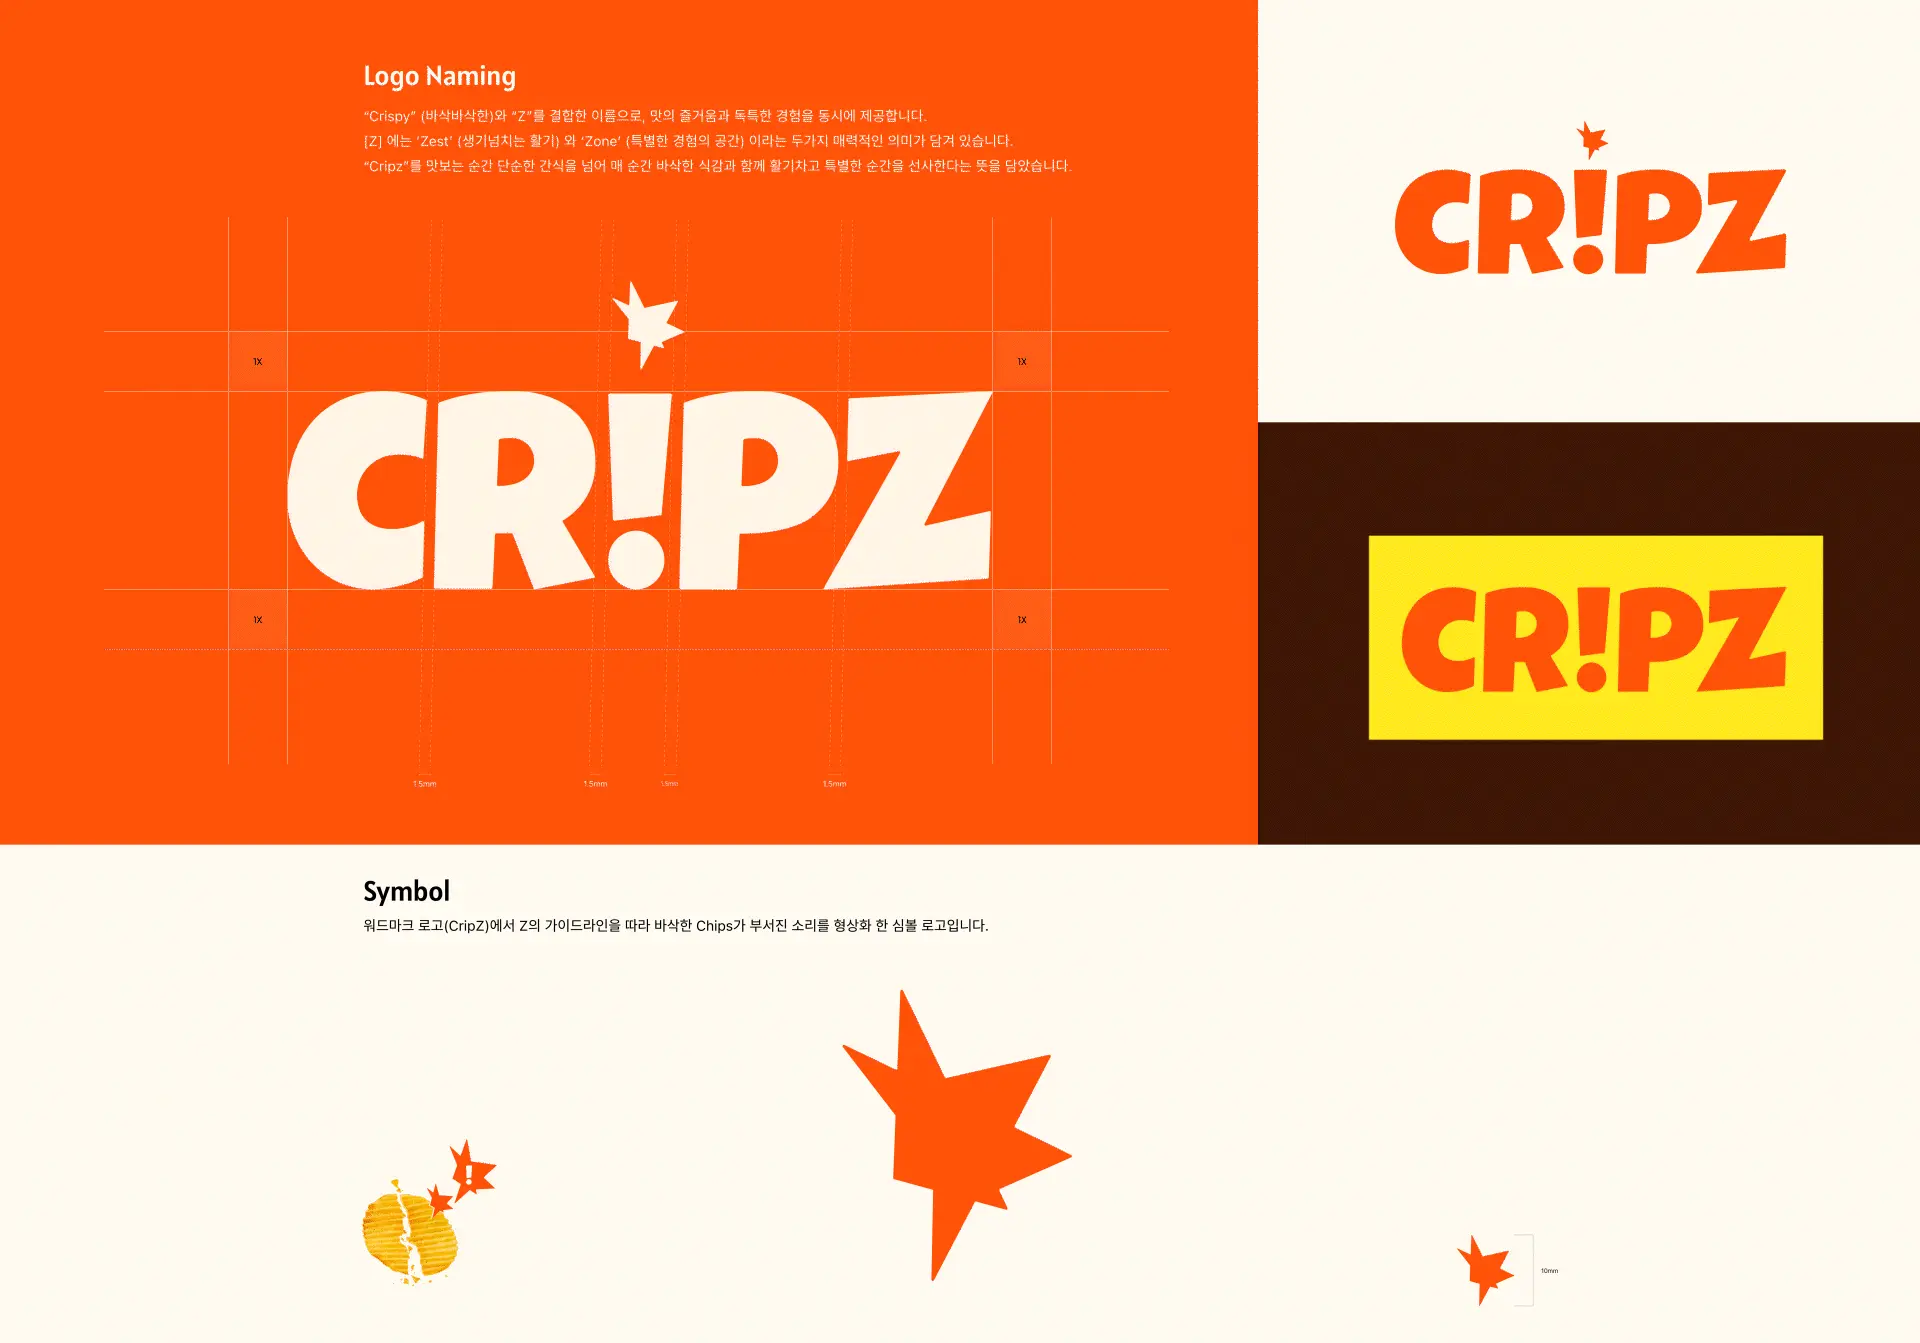 Logo Naming
“Crispy” (바삭바삭한)와 “Z”를 결합한 이름으로, 맛의 즐거움과 독특한 경험을 동시에 제공합니다.
[Z] 에는 ‘Zest’ (생기넘치는 활기) 와 ‘Zone’ (특별한 경험의 공간) 이라는 두가지 매력적인 의미가 담겨 있습니다.
“Cripz”를 맛보는 순간 단순한 간식을 넘어 매 순간 바삭한 식감과 함께 활기차고 특별한 순간을 선사한다는 뜻을 담았습니다.
1X
1X
CR!PZ
1X
1X
1.5mm
1.5mm
1.5mm
1.5mm
CR!PZ
CR!PZ
Symbol
워드마크 로고(CripZ)에서 Z의 가이드라인을 따라 바삭한 Chips가 부서진 소리를 형상화 한 심볼 로고입니다.
!
10mm